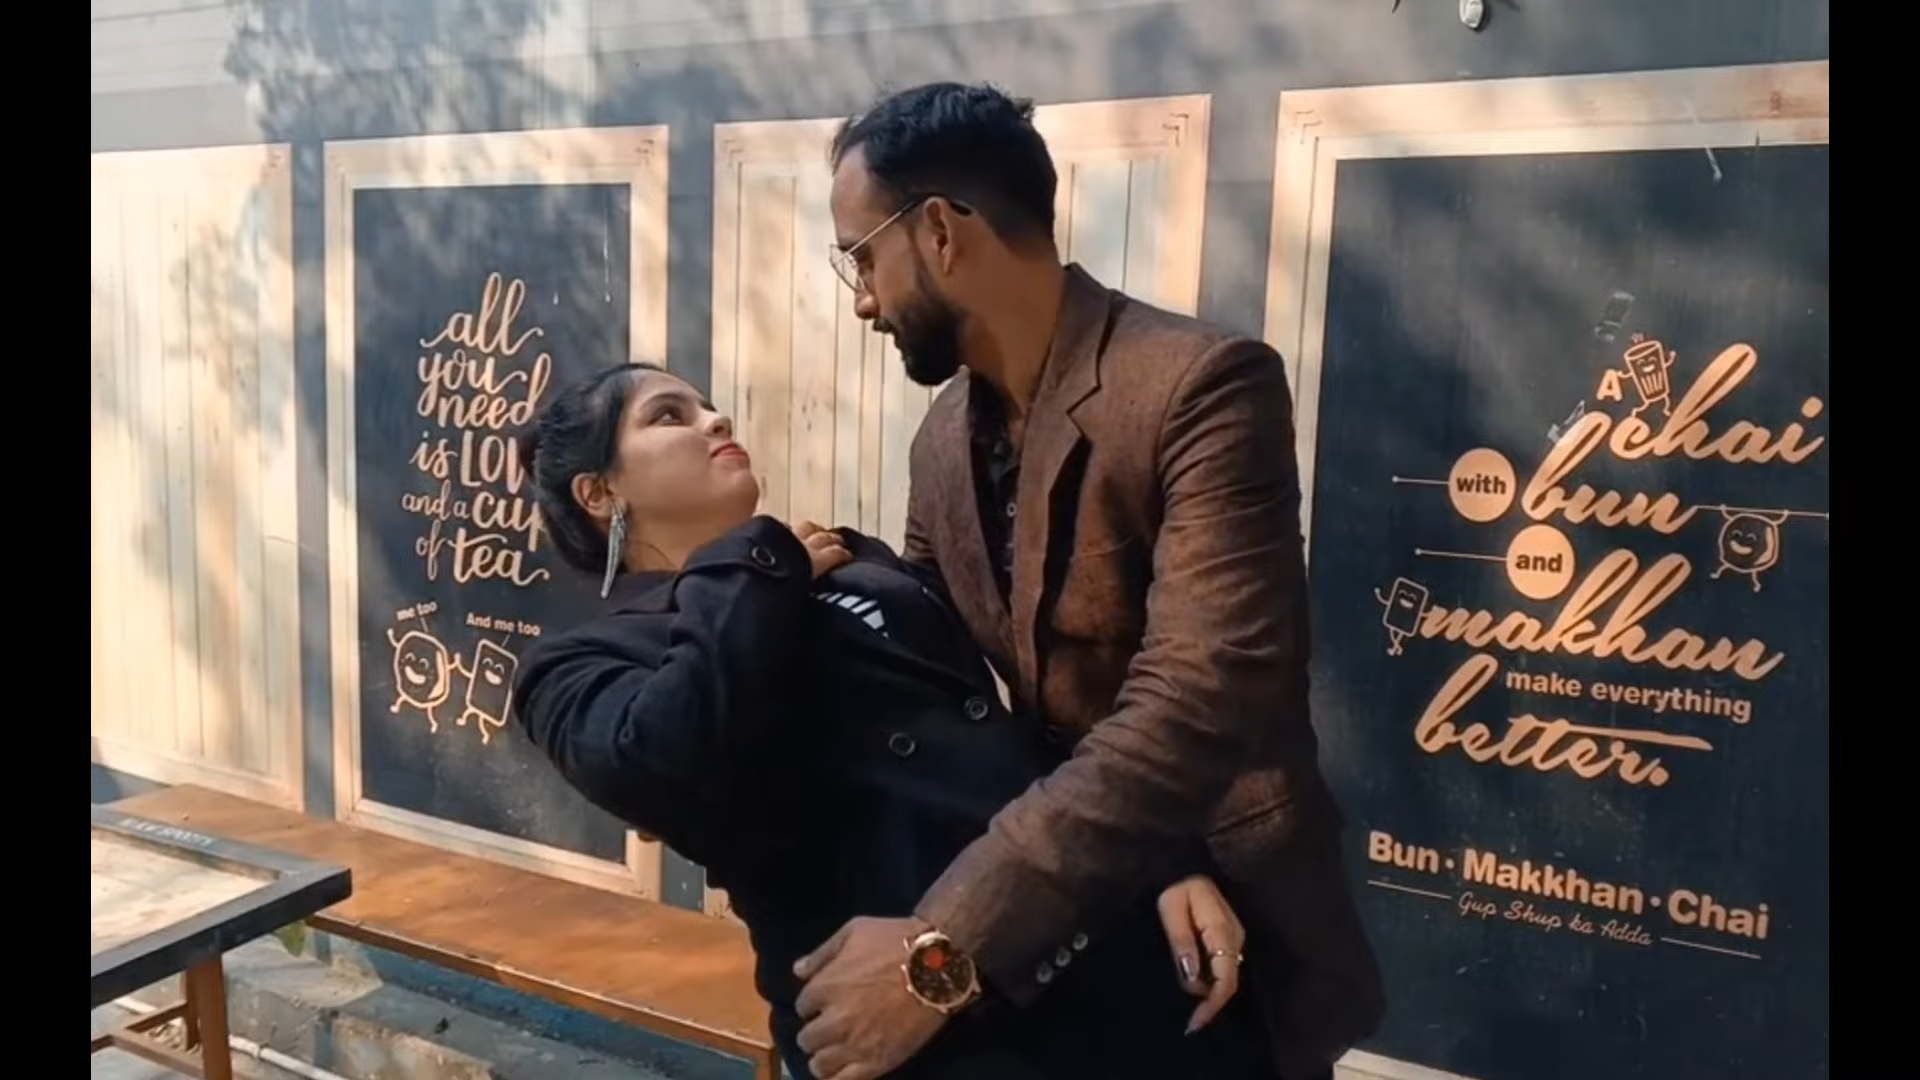 all
you
need
is LOV
and a cup
of tea.
me too
And me too
A chai
with bun
and
makhan
make everything
better.
Bun · Makkhan · Chai
Gup Shup ka Adda